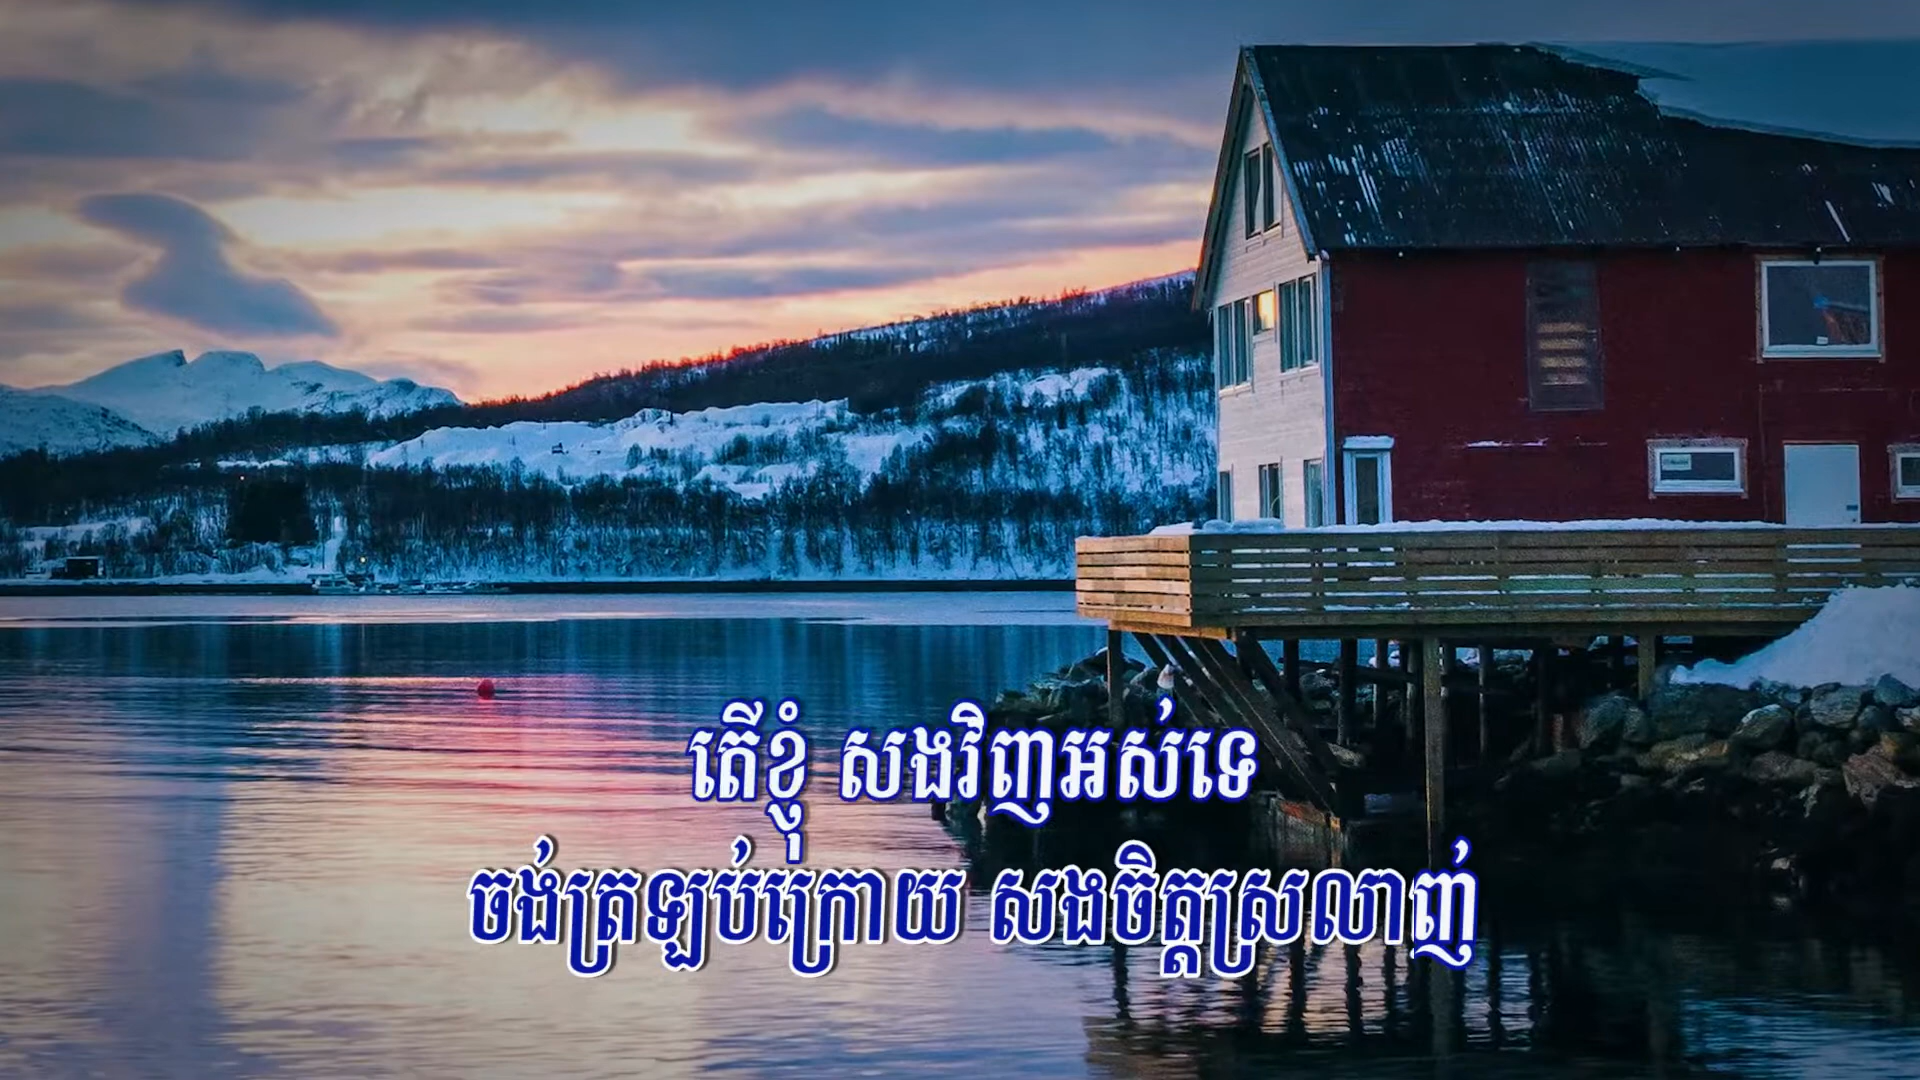 តើខ្ញុំ សងវិញអស់ទេ
ចង់ត្រឡប់ក្រោយ សងចិត្តស្រលាញ់